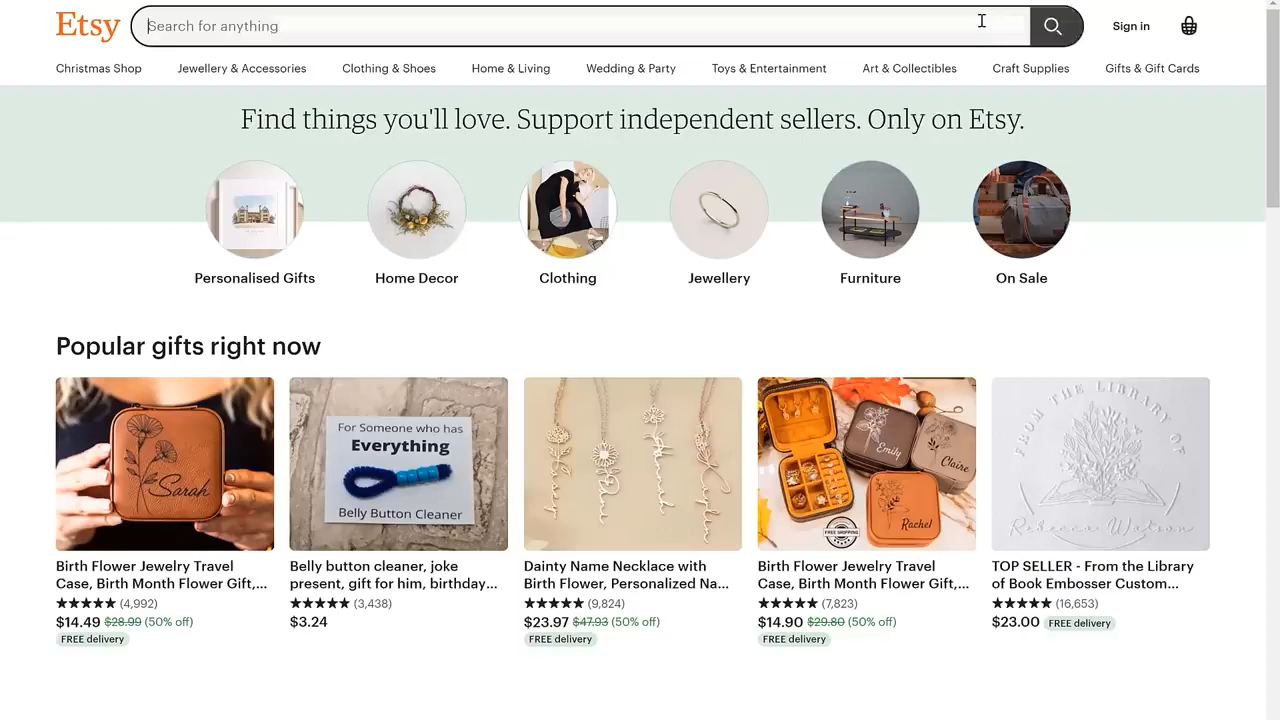 Etsy
Search for anything
Sign in
Christmas Shop
Jewellery & Accessories
Clothing & Shoes
Home & Living
Wedding & Party
Toys & Entertainment
Art & Collectibles
Craft Supplies
Gifts & Gift Cards
Find things you'll love. Support independent sellers. Only on Etsy.
Personalised Gifts
Home Decor
Clothing
Jewellery
Furniture
On Sale
Popular gifts right now
Sarah
For Someone who has
Everything
Belly Button Cleaner
Emily
Claire
Rachel
FREE SHIPPING
FROM THE LIBRARY OF
Rebecca Watson
Birth Flower Jewelry Travel
Case, Birth Month Flower Gift,...
★★★★★ (4,992)
$14.49 $28.99 (50% off)
FREE delivery
Belly button cleaner, joke
present, gift for him, birthday...
★★★★★ (3,438)
$3.24
Dainty Name Necklace with
Birth Flower, Personalized Na...
★★★★★ (9,824)
$23.97 $47.93 (50% off)
FREE delivery
Birth Flower Jewelry Travel
Case, Birth Month Flower Gift,...
★★★★★ (7,823)
$14.90 $29.80 (50% off)
FREE delivery
TOP SELLER - From the Library
of Book Embosser Custom...
★★★★★ (16,653)
$23.00 FREE delivery